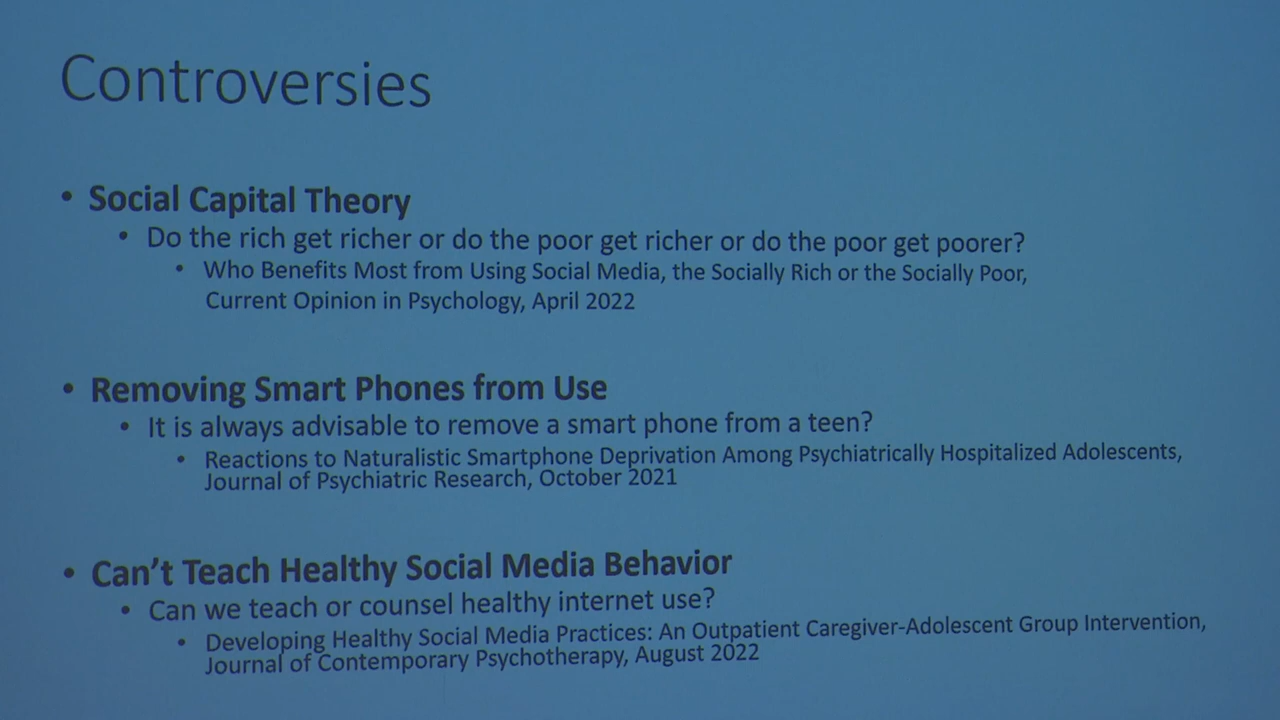 Controversies
• Social Capital Theory
• Do the rich get richer or do the poor get richer or do the poor get poorer?
• Who Benefits Most from Using Social Media, the Socially Rich or the Socially Poor,
Current Opinion in Psychology, April 2022
• Removing Smart Phones from Use
• It is always advisable to remove a smart phone from a teen?
• Reactions to Naturalistic Smartphone Deprivation Among Psychiatrically Hospitalized Adolescents,
Journal of Psychiatric Research, October 2021
• Can’t Teach Healthy Social Media Behavior
• Can we teach or counsel healthy internet use?
• Developing Healthy Social Media Practices: An Outpatient Caregiver-Adolescent Group Intervention,
Journal of Contemporary Psychotherapy, August 2022